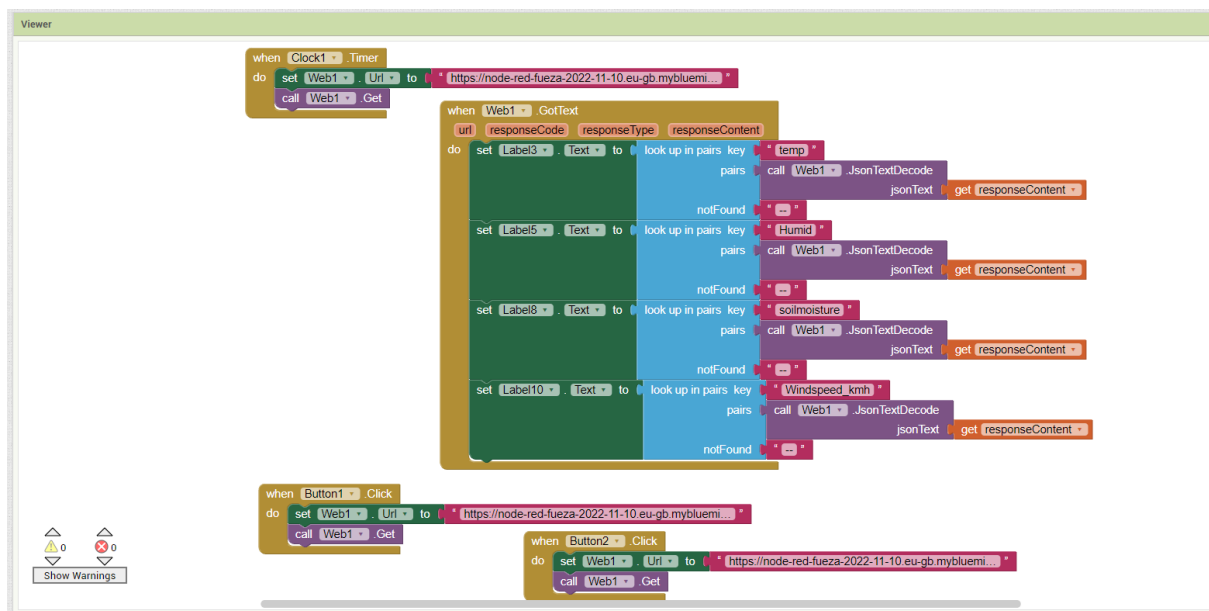 Viewer
when Clock1 .Timer
do set Web1 . Url to " https://node-red-fueza-2022-11-10.eu-gb.mybluemi... "
call Web1 .Get
when Web1 .GotText
url responseCode responseType responseContent
do set Label3 . Text to look up in pairs key " temp "
pairs call Web1 .JsonTextDecode
jsonText get responseContent
notFound " -- "
set Label5 . Text to look up in pairs key " Humid "
pairs call Web1 .JsonTextDecode
jsonText get responseContent
notFound " -- "
set Label8 . Text to look up in pairs key " soilmoisture "
pairs call Web1 .JsonTextDecode
jsonText get responseContent
notFound " -- "
set Label10 . Text to look up in pairs key " Windspeed_kmh "
pairs call Web1 .JsonTextDecode
jsonText get responseContent
notFound " -- "
when Button1 .Click
do set Web1 . Url to " https://node-red-fueza-2022-11-10.eu-gb.mybluemi... "
call Web1 .Get
when Button2 .Click
do set Web1 . Url to " https://node-red-fueza-2022-11-10.eu-gb.mybluemi... "
call Web1 .Get
0 0
Show Warnings